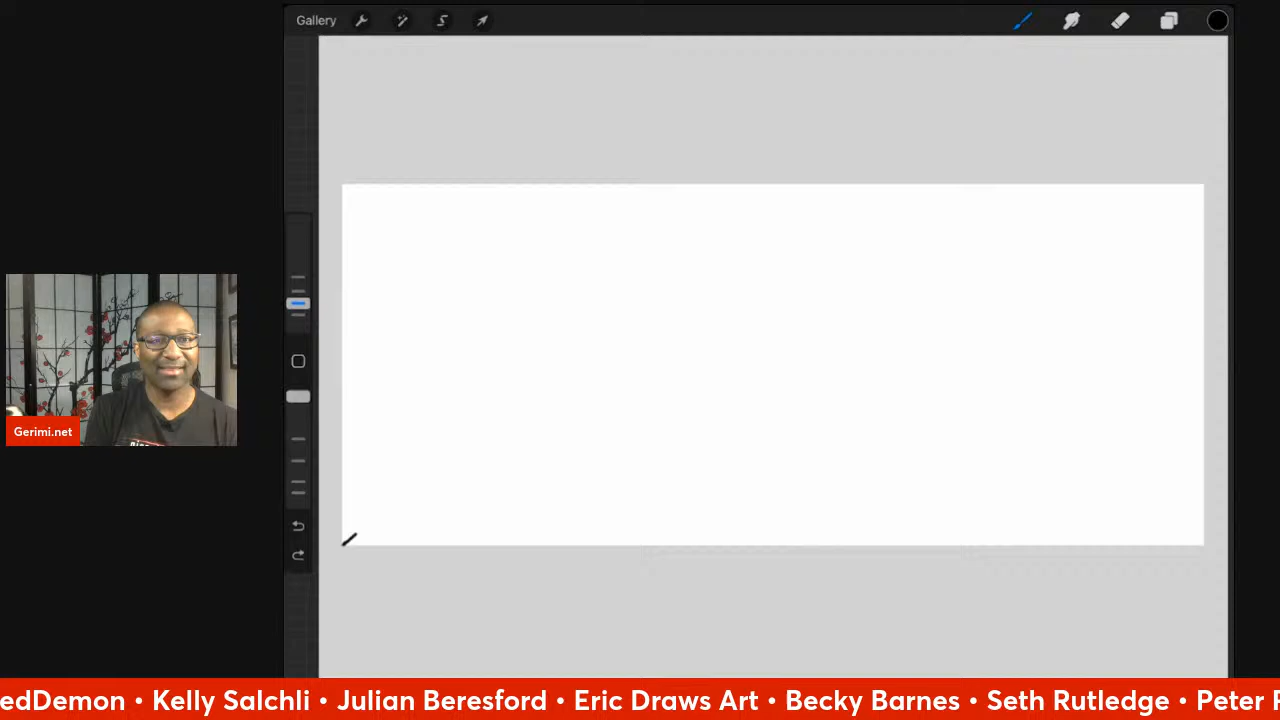 Gallery
Gerimi.net
edDemon • Kelly Salchli • Julian Beresford • Eric Draws Art • Becky Barnes • Seth Rutledge • Peter